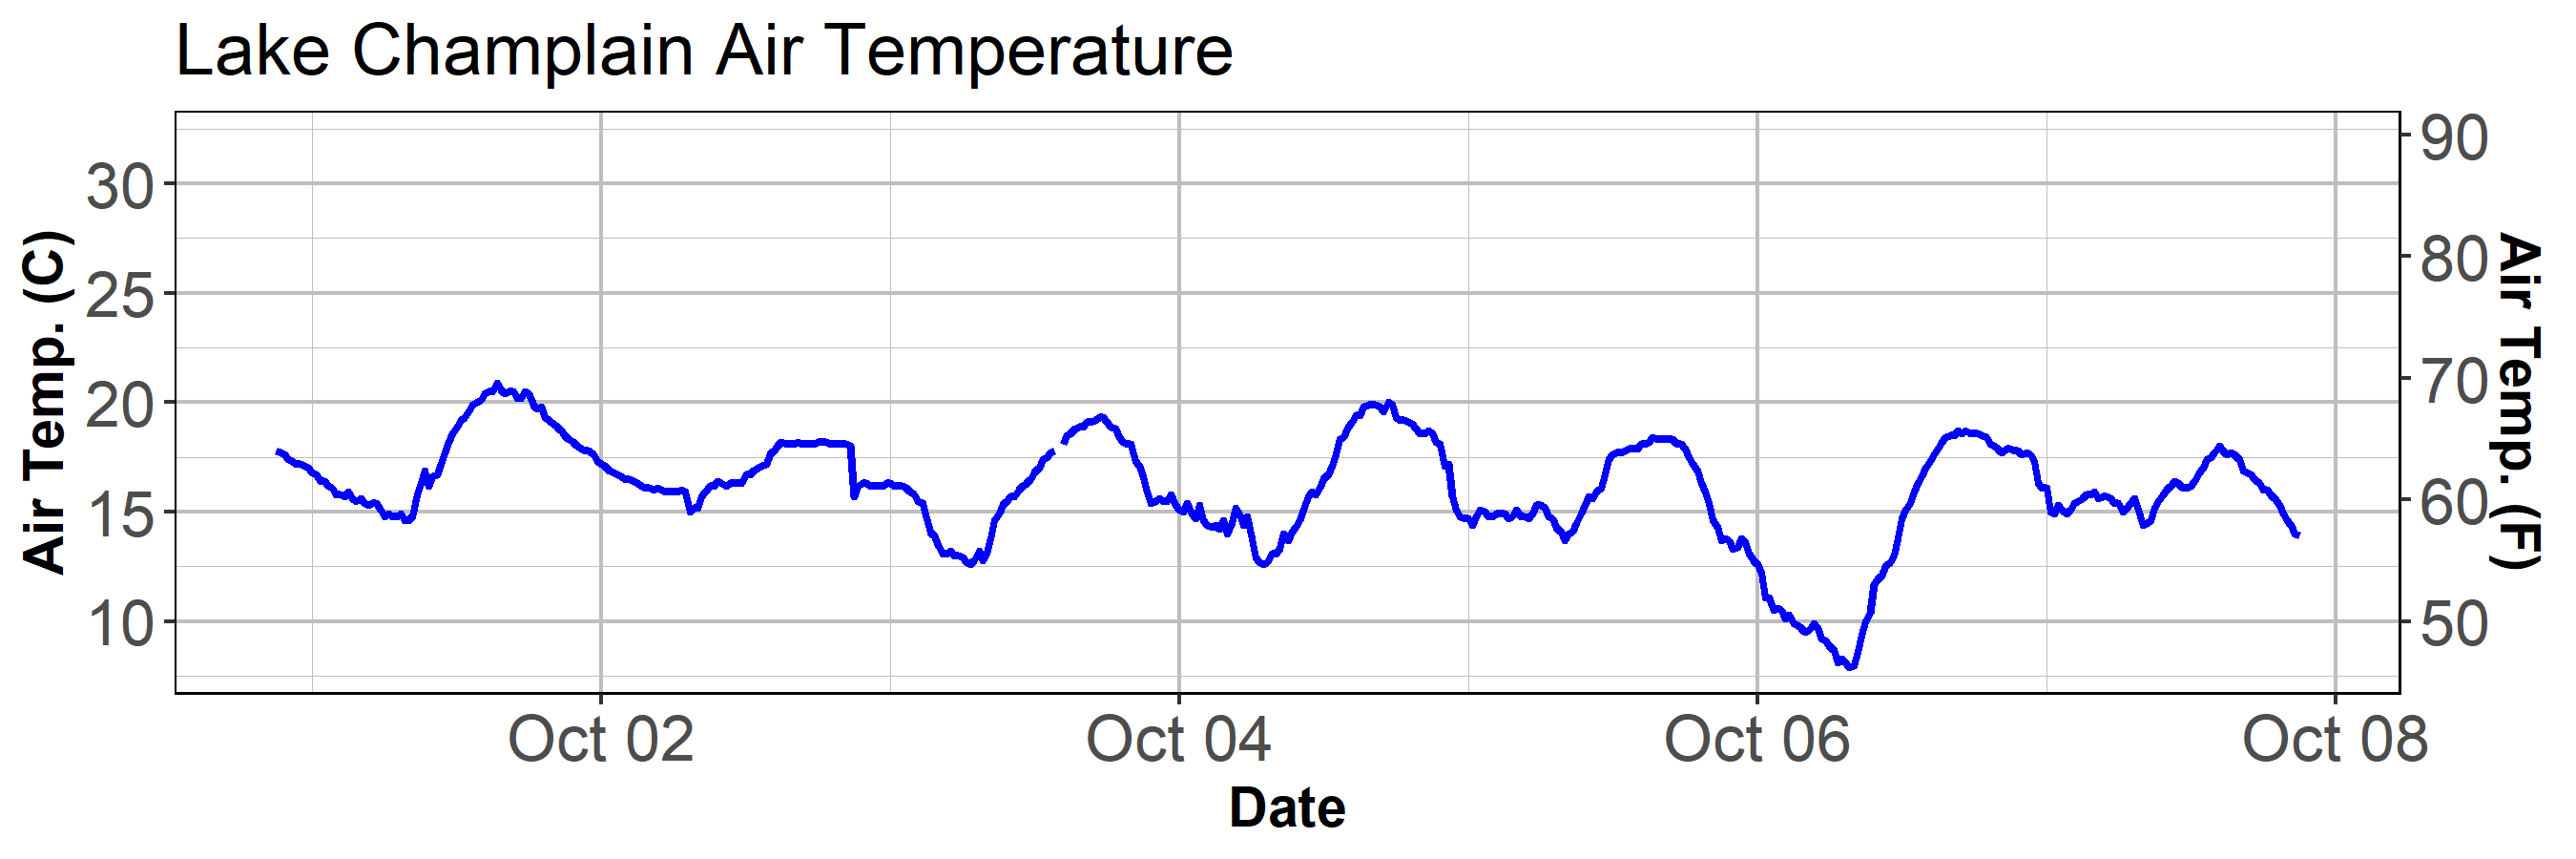 Lake Champlain Air Temperature
Air Temp. (C)
30
25
20
15
10
90
80
70
60
50
Air Temp. (F)
Oct 02
Oct 04
Oct 06
Oct 08
Date